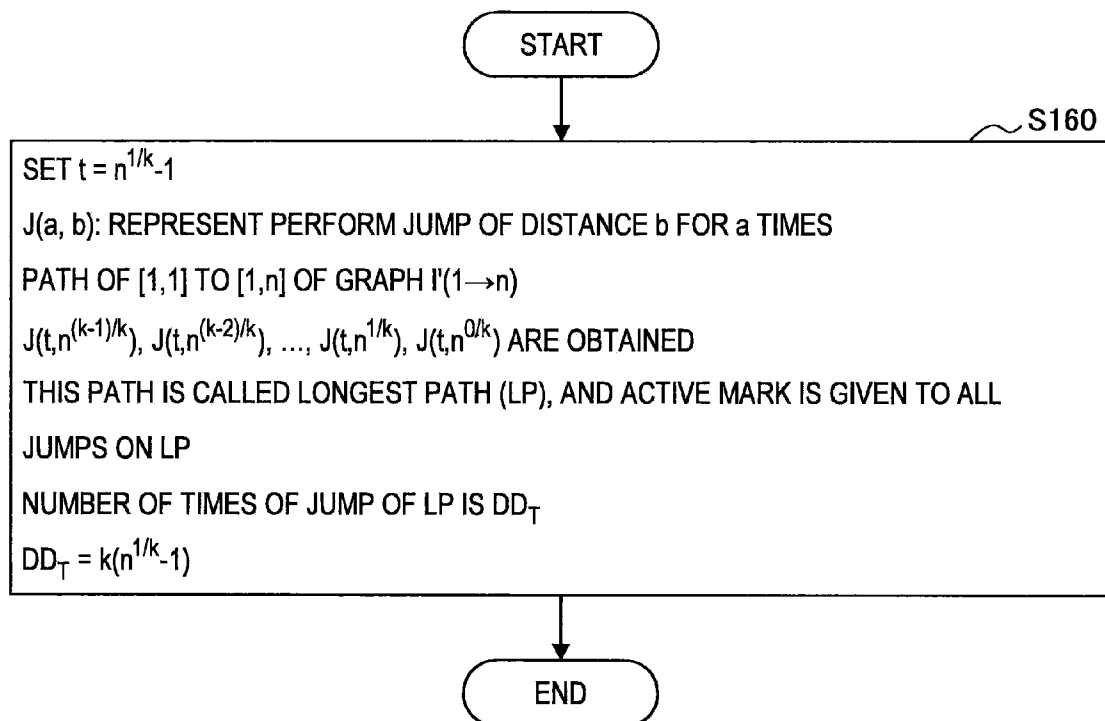 START
S160
SET t = n^{1/k}-1
J(a, b): REPRESENT PERFORM JUMP OF DISTANCE b FOR a TIMES
PATH OF [1,1] TO [1,n] OF GRAPH I'(1→n)
J(t,n^{(k-1)/k}), J(t,n^{(k-2)/k}), ..., J(t,n^{1/k}), J(t,n^{0/k}) ARE OBTAINED
THIS PATH IS CALLED LONGEST PATH (LP), AND ACTIVE MARK IS GIVEN TO ALL
JUMPS ON LP
NUMBER OF TIMES OF JUMP OF LP IS DD_T
DD_T = k(n^{1/k}-1)
END